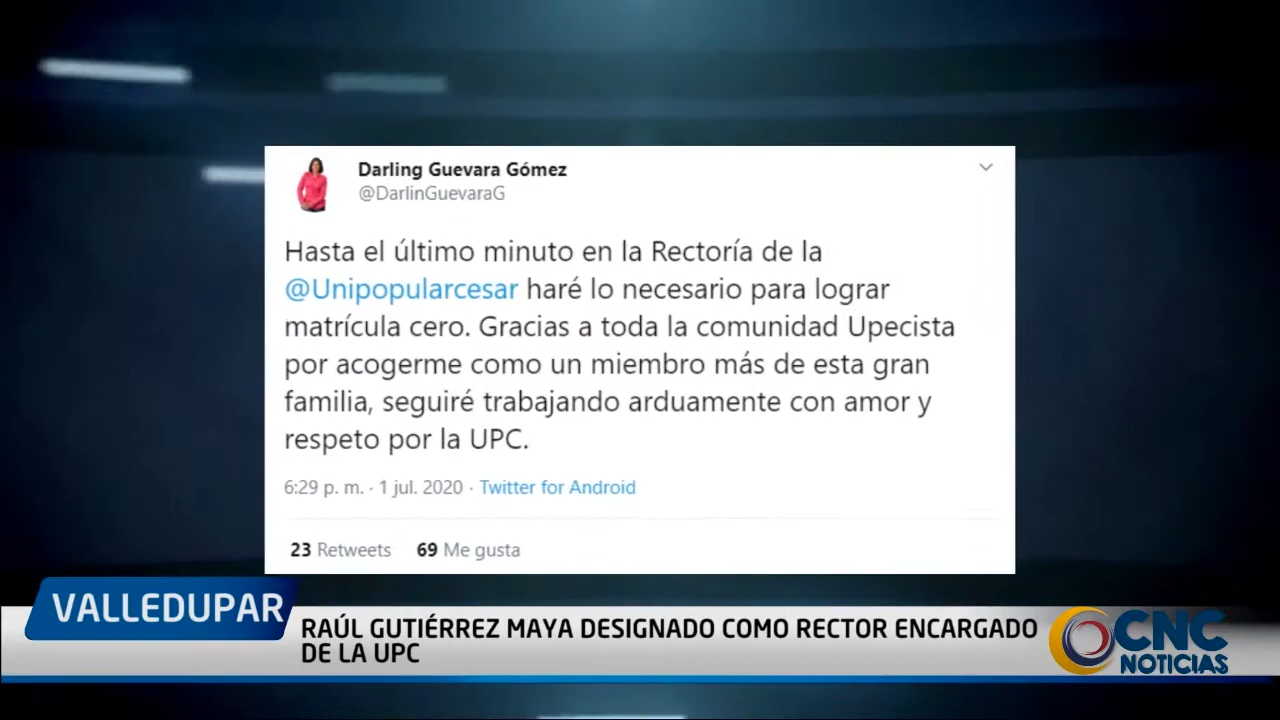 Darling Guevara Gómez
@DarlinGuevaraG
Hasta el último minuto en la Rectoría de la
@Unipopularcesar haré lo necesario para lograr
matrícula cero. Gracias a toda la comunidad Upecista
por acogerme como un miembro más de esta gran
familia, seguiré trabajando arduamente con amor y
respeto por la UPC.
6:29 p. m. · 1 jul. 2020 · Twitter for Android
23 Retweets 69 Me gusta
VALLEDUPAR
RAÚL GUTIÉRREZ MAYA DESIGNADO COMO RECTOR ENCARGADO
DE LA UPC
CNC
NOTICIAS